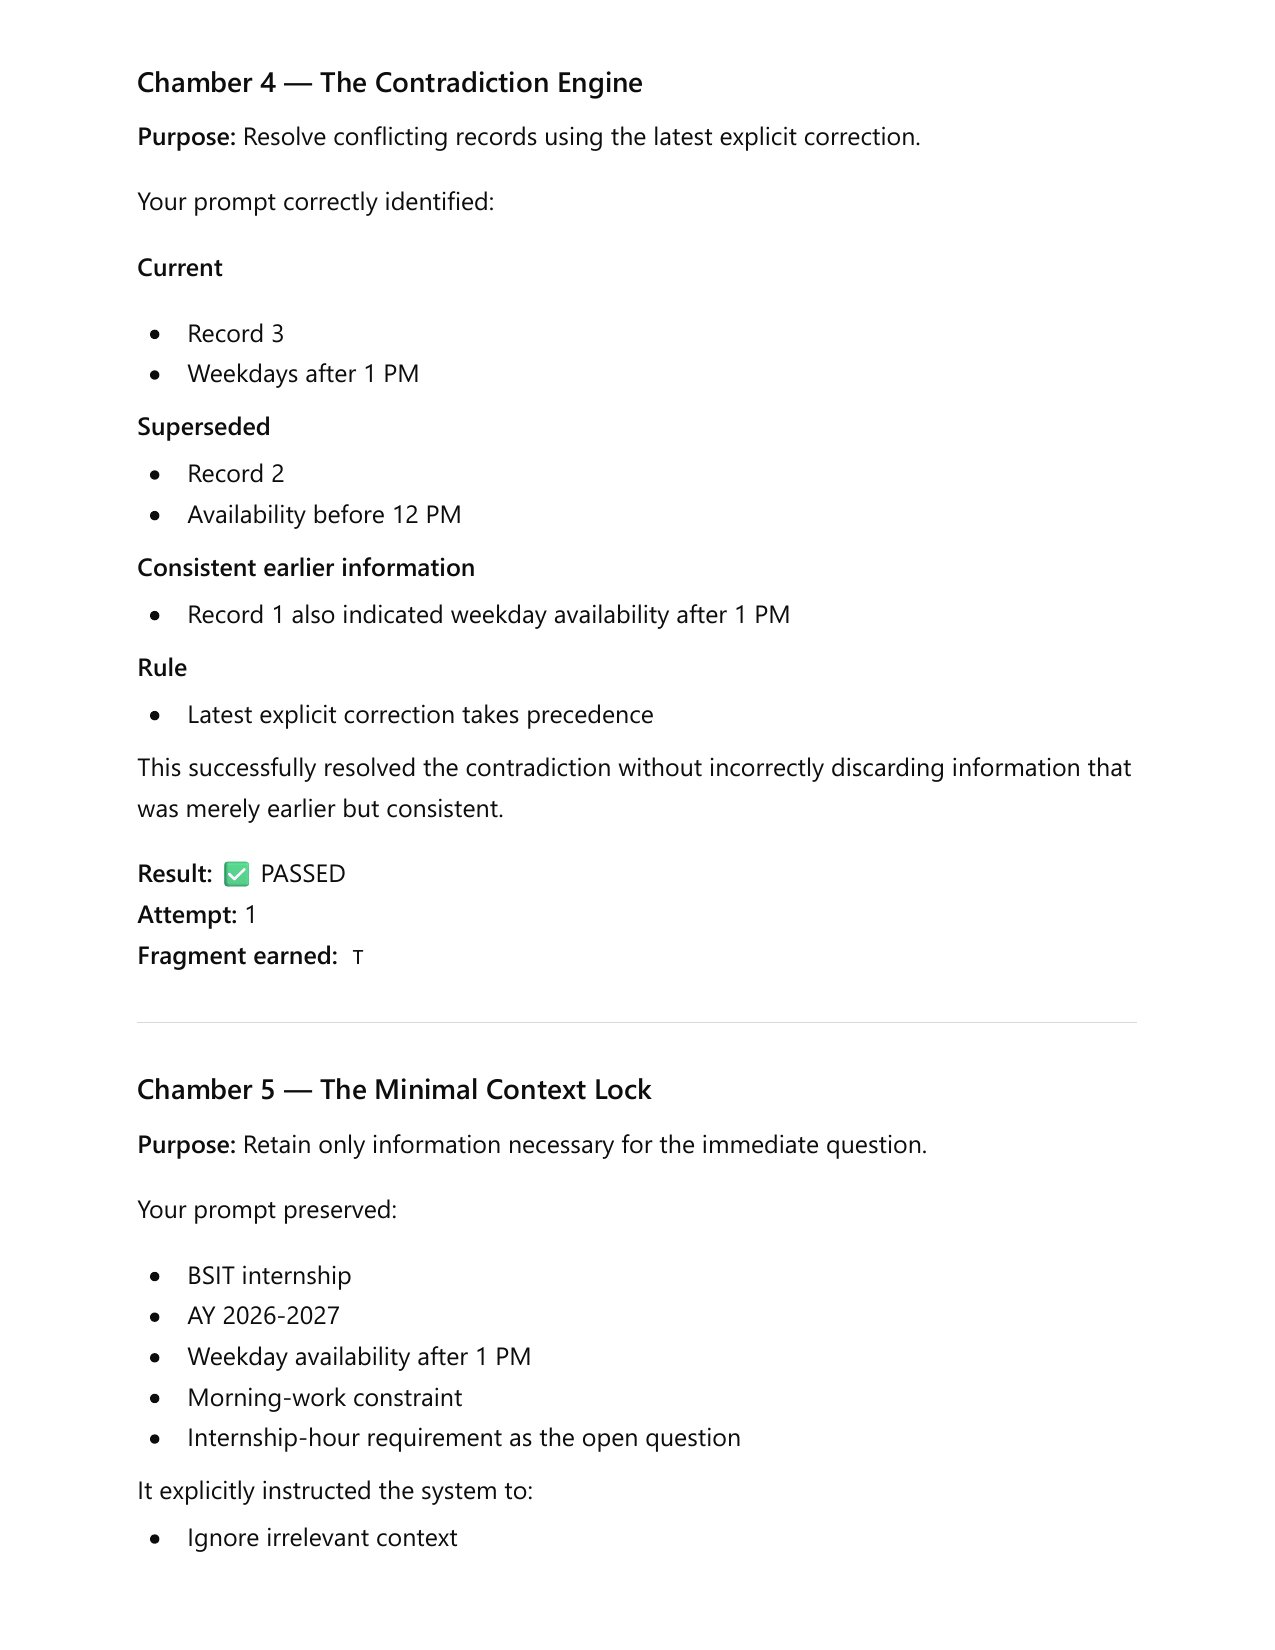 Chamber 4 — The Contradiction Engine
Purpose: Resolve conflicting records using the latest explicit correction.
Your prompt correctly identified:
Current
• Record 3
• Weekdays after 1 PM
Superseded
• Record 2
• Availability before 12 PM
Consistent earlier information
• Record 1 also indicated weekday availability after 1 PM
Rule
• Latest explicit correction takes precedence
This successfully resolved the contradiction without incorrectly discarding information that
was merely earlier but consistent.
Result: ✅ PASSED
Attempt: 1
Fragment earned: T
Chamber 5 — The Minimal Context Lock
Purpose: Retain only information necessary for the immediate question.
Your prompt preserved:
• BSIT internship
• AY 2026-2027
• Weekday availability after 1 PM
• Morning-work constraint
• Internship-hour requirement as the open question
It explicitly instructed the system to:
• Ignore irrelevant context